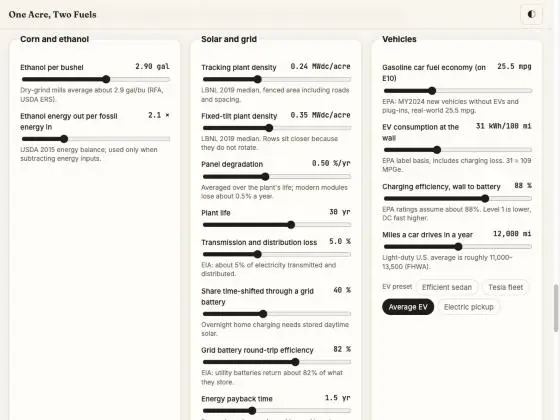 One Acre, Two Fuels
Corn and ethanol
Ethanol per bushel 2.90 gal
Dry-grind mills average about 2.9 gal/bu (RFA,
USDA ERS).
Ethanol energy out per fossil
energy in 2.1 ×
USDA 2015 energy balance; used only when
subtracting energy inputs.
Solar and grid
Tracking plant density 0.24 MWdc/acre
LBNL 2019 median, fenced area including roads
and spacing.
Fixed-tilt plant density 0.35 MWdc/acre
LBNL 2019 median. Rows sit closer because
they do not rotate.
Panel degradation 0.50 %/yr
Averaged over the plant's life; modern modules
lose about 0.5% a year.
Plant life 30 yr
Transmission and distribution loss 5.0 %
EIA: about 5% of electricity transmitted and
distributed.
Share time-shifted through a grid
battery 40 %
Overnight home charging needs stored daytime
solar.
Grid battery round-trip efficiency 82 %
EIA: utility batteries return about 82% of what
they store.
Energy payback time 1.5 yr
Vehicles
Gasoline car fuel economy (on
E10) 25.5 mpg
EPA: MY2024 new vehicles without EVs and
plug-ins, real-world 25.5 mpg.
EV consumption at the
wall 31 kWh/100 mi
EPA label basis, includes charging loss. 31 ≈ 109
MPGe.
Charging efficiency, wall to battery 88 %
EPA ratings assume about 88%. Level 1 is lower,
DC fast higher.
Miles a car drives in a year 12,000 mi
Light-duty U.S. average is roughly 11,000–
13,500 (FHWA).
EV preset Efficient sedan Tesla fleet
Average EV Electric pickup